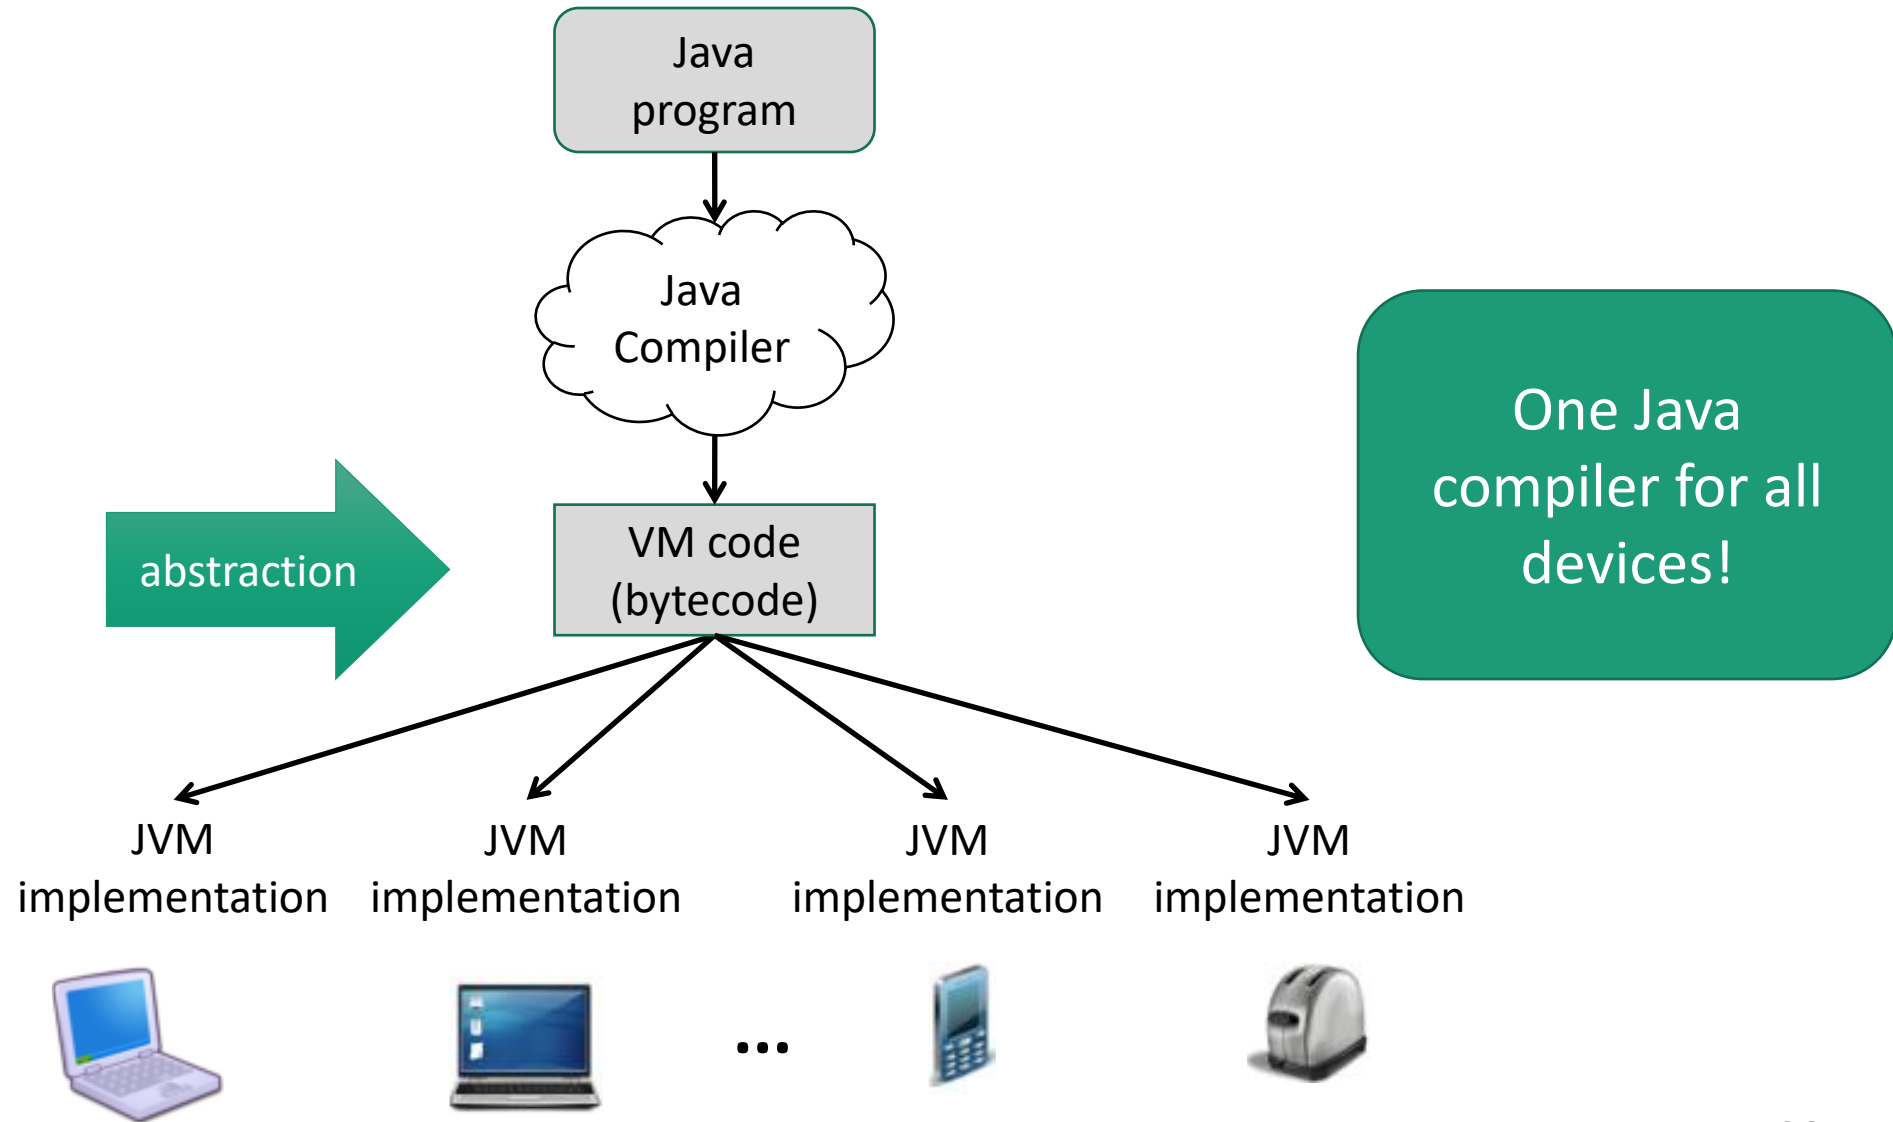 Java
program
Java
Compiler
One Java
compiler for all
devices!
abstraction
VM code
(bytecode)
JVM
implementation
JVM
implementation
...
JVM
implementation
JVM
implementation